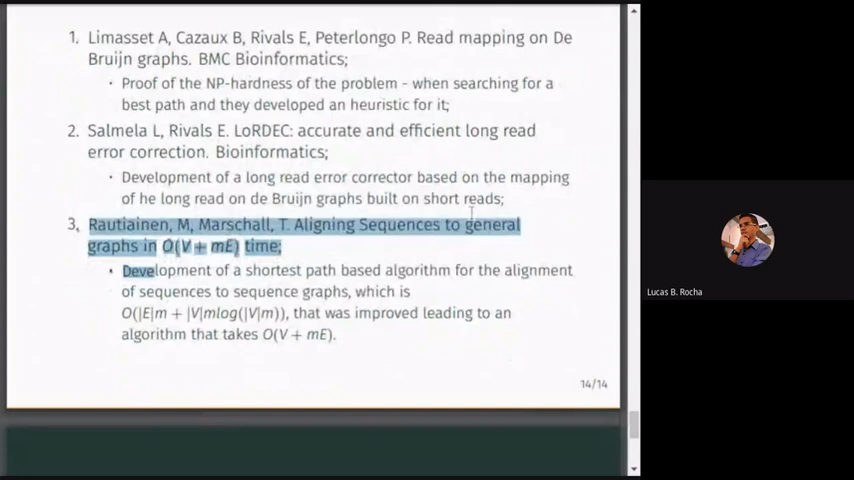 1. Limasset A, Cazaux B, Rivals E, Peterlongo P. Read mapping on De
Bruijn graphs. BMC Bioinformatics;
· Proof of the NP-hardness of the problem - when searching for a
best path and they developed an heuristic for it;
2. Salmela L, Rivals E. LoRDEC: accurate and efficient long read
error correction. Bioinformatics;
· Development of a long read error corrector based on the mapping
of he long read on de Bruijn graphs built on short reads;
3. Rautiainen, M, Marschall, T. Aligning Sequences to general
graphs in O(V + mE) time;
· Development of a shortest path based algorithm for the alignment
of sequences to sequence graphs, which is
O(|E|m + |V|mlog(|V|m)), that was improved leading to an
algorithm that takes O(V + mE).
14/14
Lucas B. Rocha